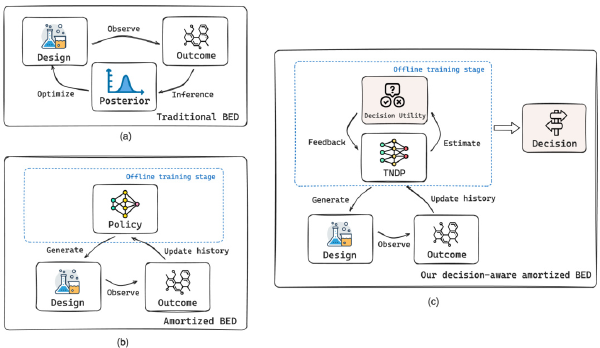 Observe
Design
Outcome
Optimize
Posterior
Inference
Traditional BED
(a)
Offline training stage
Policy
Generate
Update history
Design
Observe
Outcome
Amortized BED
(b)
Offline training stage
Decision Utility
Feedback
Estimate
TNDP
Decision
Generate
Update history
Design
Observe
Outcome
Our decision-aware amortized BED
(c)